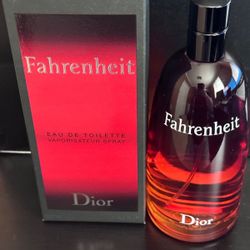 Fahrenheit
EAU DE TOILETTE
VAPORISATEUR SPRAY
Dior
Fahrenheit
Dior